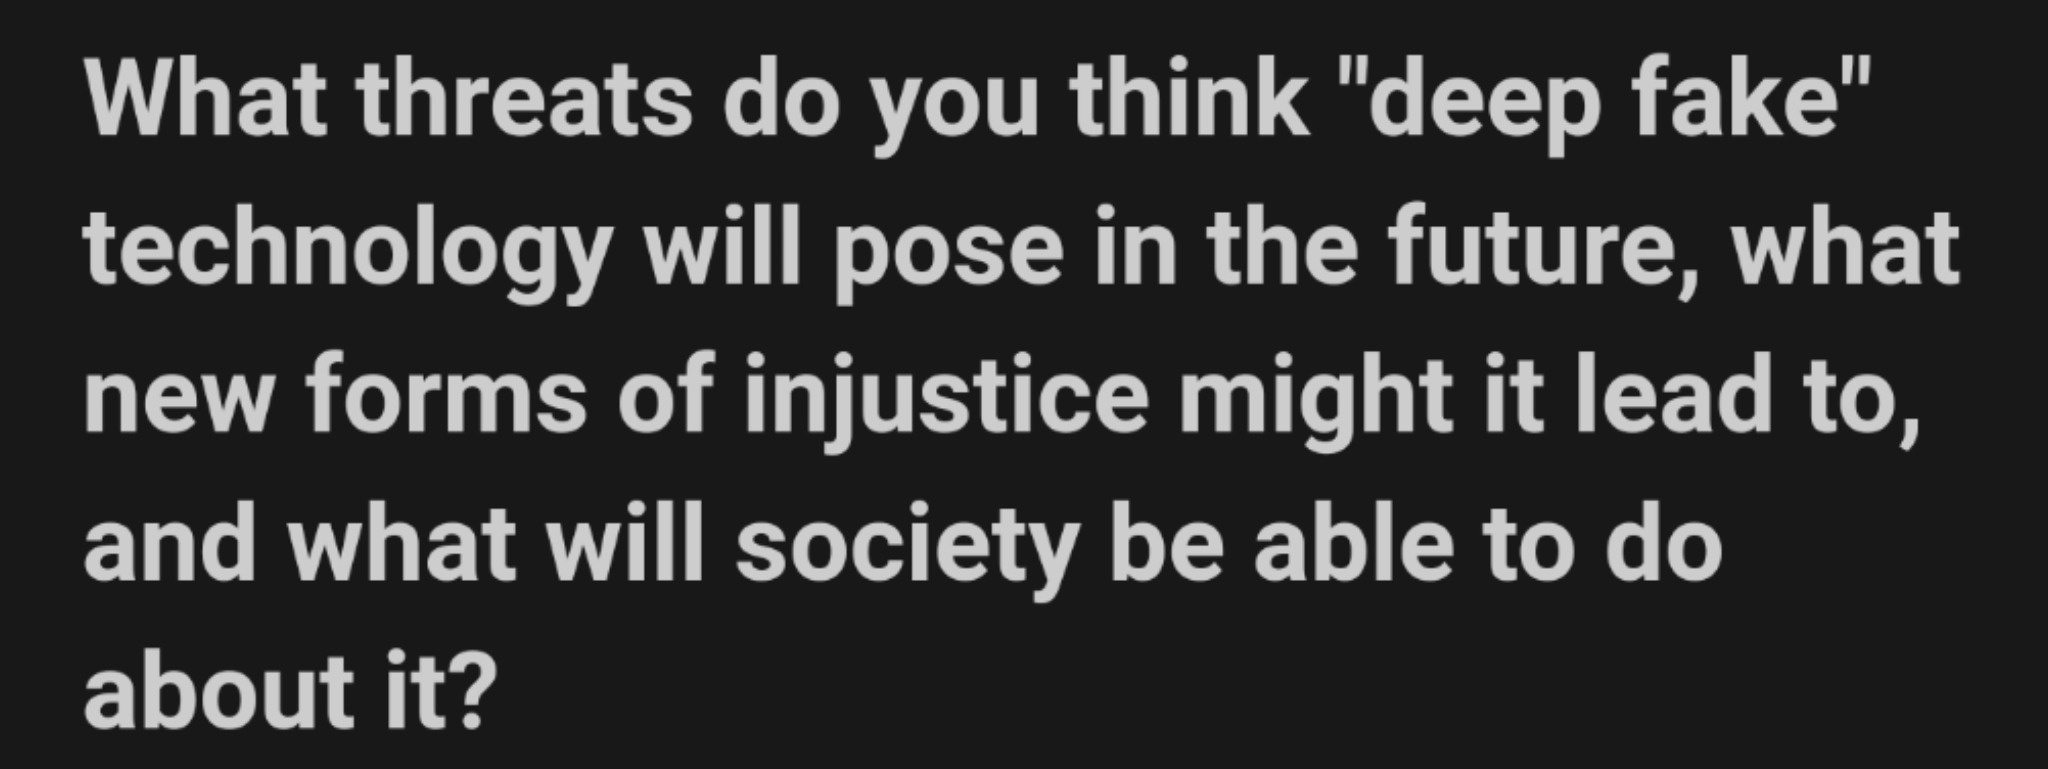 What threats do you think "deep fake"
technology will pose in the future, what
new forms of injustice might it lead to,
and what will society be able to do
about it?